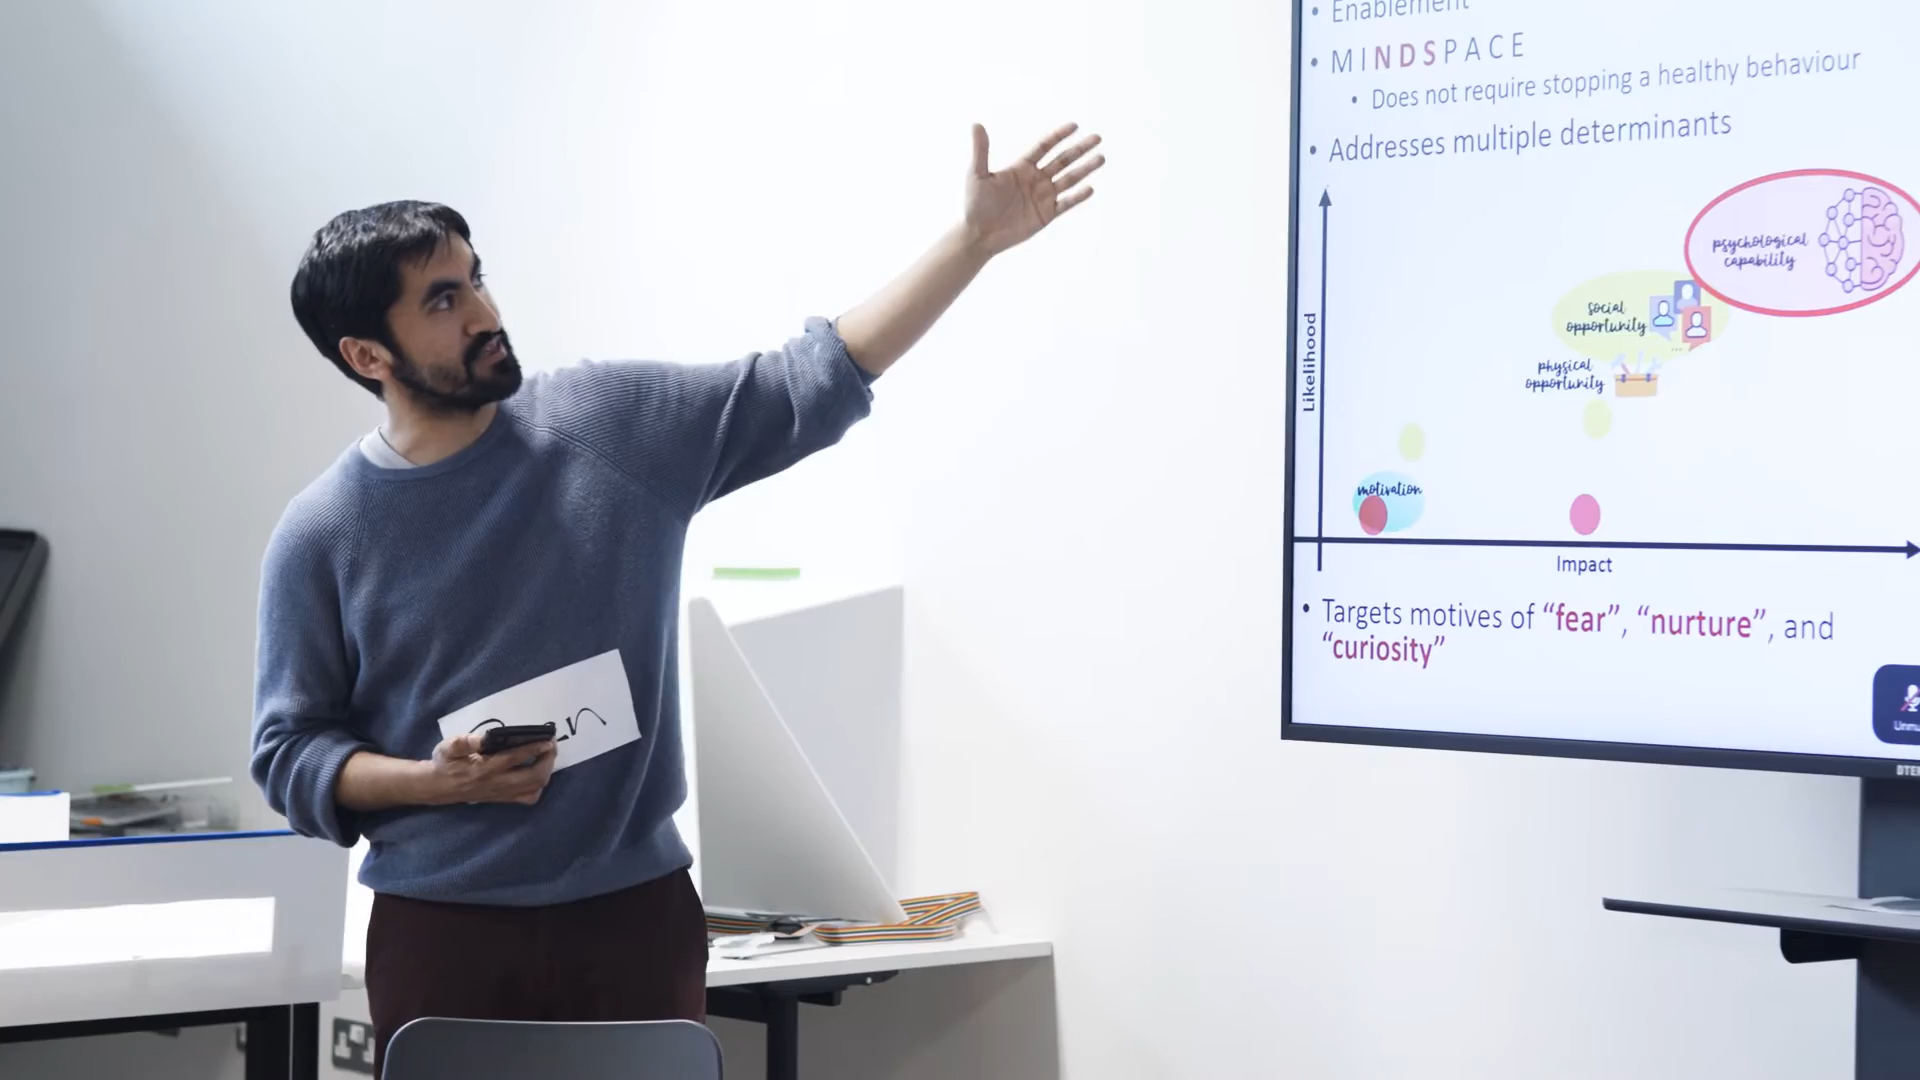 Enablement
MINDSPACE
Does not require stopping a healthy behaviour
Addresses multiple determinants
psychological
capability
social
opportunity
physical
opportunity
Likelihood
motivation
Impact
Targets motives of “fear”, “nurture”, and
“curiosity”